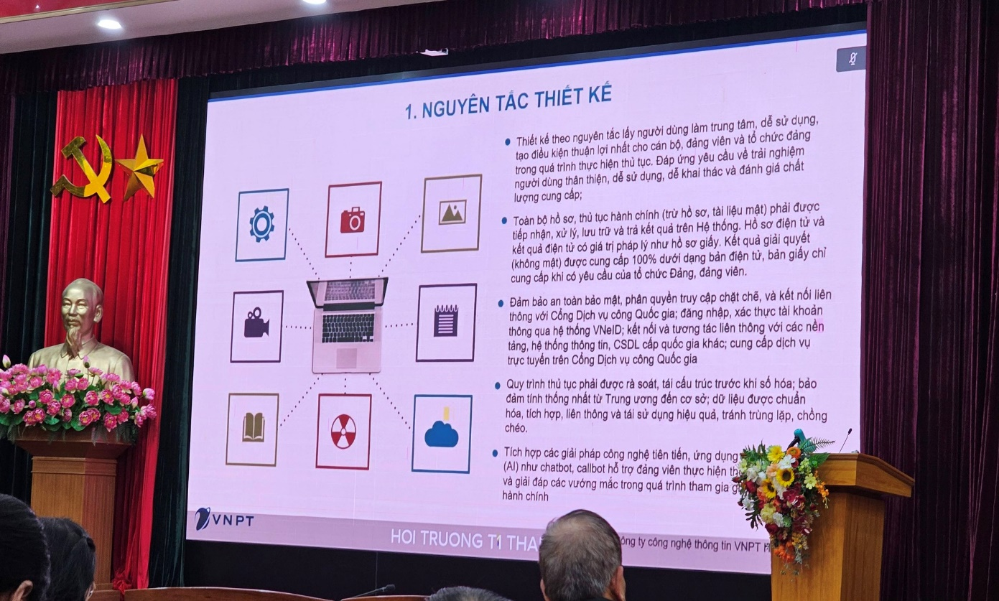 1. NGUYÊN TẮC THIẾT KẾ
Thiết kế theo nguyên tắc lấy người dùng làm trung tâm, dễ sử dụng,
tạo điều kiện thuận lợi nhất cho cán bộ, đảng viên và tổ chức đảng
trong quá trình thực hiện thủ tục. Đáp ứng yêu cầu về trải nghiệm
người dùng thân thiện, dễ sử dụng, dễ khai thác và đánh giá chất
lượng cung cấp;
Toàn bộ hồ sơ, thủ tục hành chính (trừ hồ sơ, tài liệu mật) phải được
tiếp nhận, xử lý, lưu trữ và trả kết quả trên Hệ thống. Hồ sơ điện tử và
kết quả điện tử có giá trị pháp lý như hồ sơ giấy. Kết quả giải quyết
(không mật) được cung cấp 100% dưới dạng bản điện tử, bản giấy chỉ
cung cấp khi có yêu cầu của tổ chức Đảng, đảng viên.
Đảm bảo an toàn bảo mật, phân quyền truy cập chặt chẽ, và kết nối liên
thông với Cổng Dịch vụ công Quốc gia; đăng nhập, xác thực tài khoản
thông qua hệ thống VNeID; kết nối và tương tác liên thông với các nền
tảng, hệ thống thông tin, CSDL cấp quốc gia khác; cung cấp dịch vụ
trực tuyến trên Cổng Dịch vụ công Quốc gia
Quy trình thủ tục phải được rà soát, tái cấu trúc trước khi số hóa; bảo
đảm tính thống nhất từ Trung ương đến cơ sở; dữ liệu được chuẩn
hóa, tích hợp, liên thông và tái sử dụng hiệu quả, tránh trùng lặp, chồng
chéo.
Tích hợp các giải pháp công nghệ tiên tiến, ứng dụng
(AI) như chatbot, callbot hỗ trợ đảng viên thực hiện
và giải đáp các vướng mắc trong quá trình tham gia
hành chính
VNPT
HOI TRUONG T1 THA
ông ty công nghệ thông tin VNPT